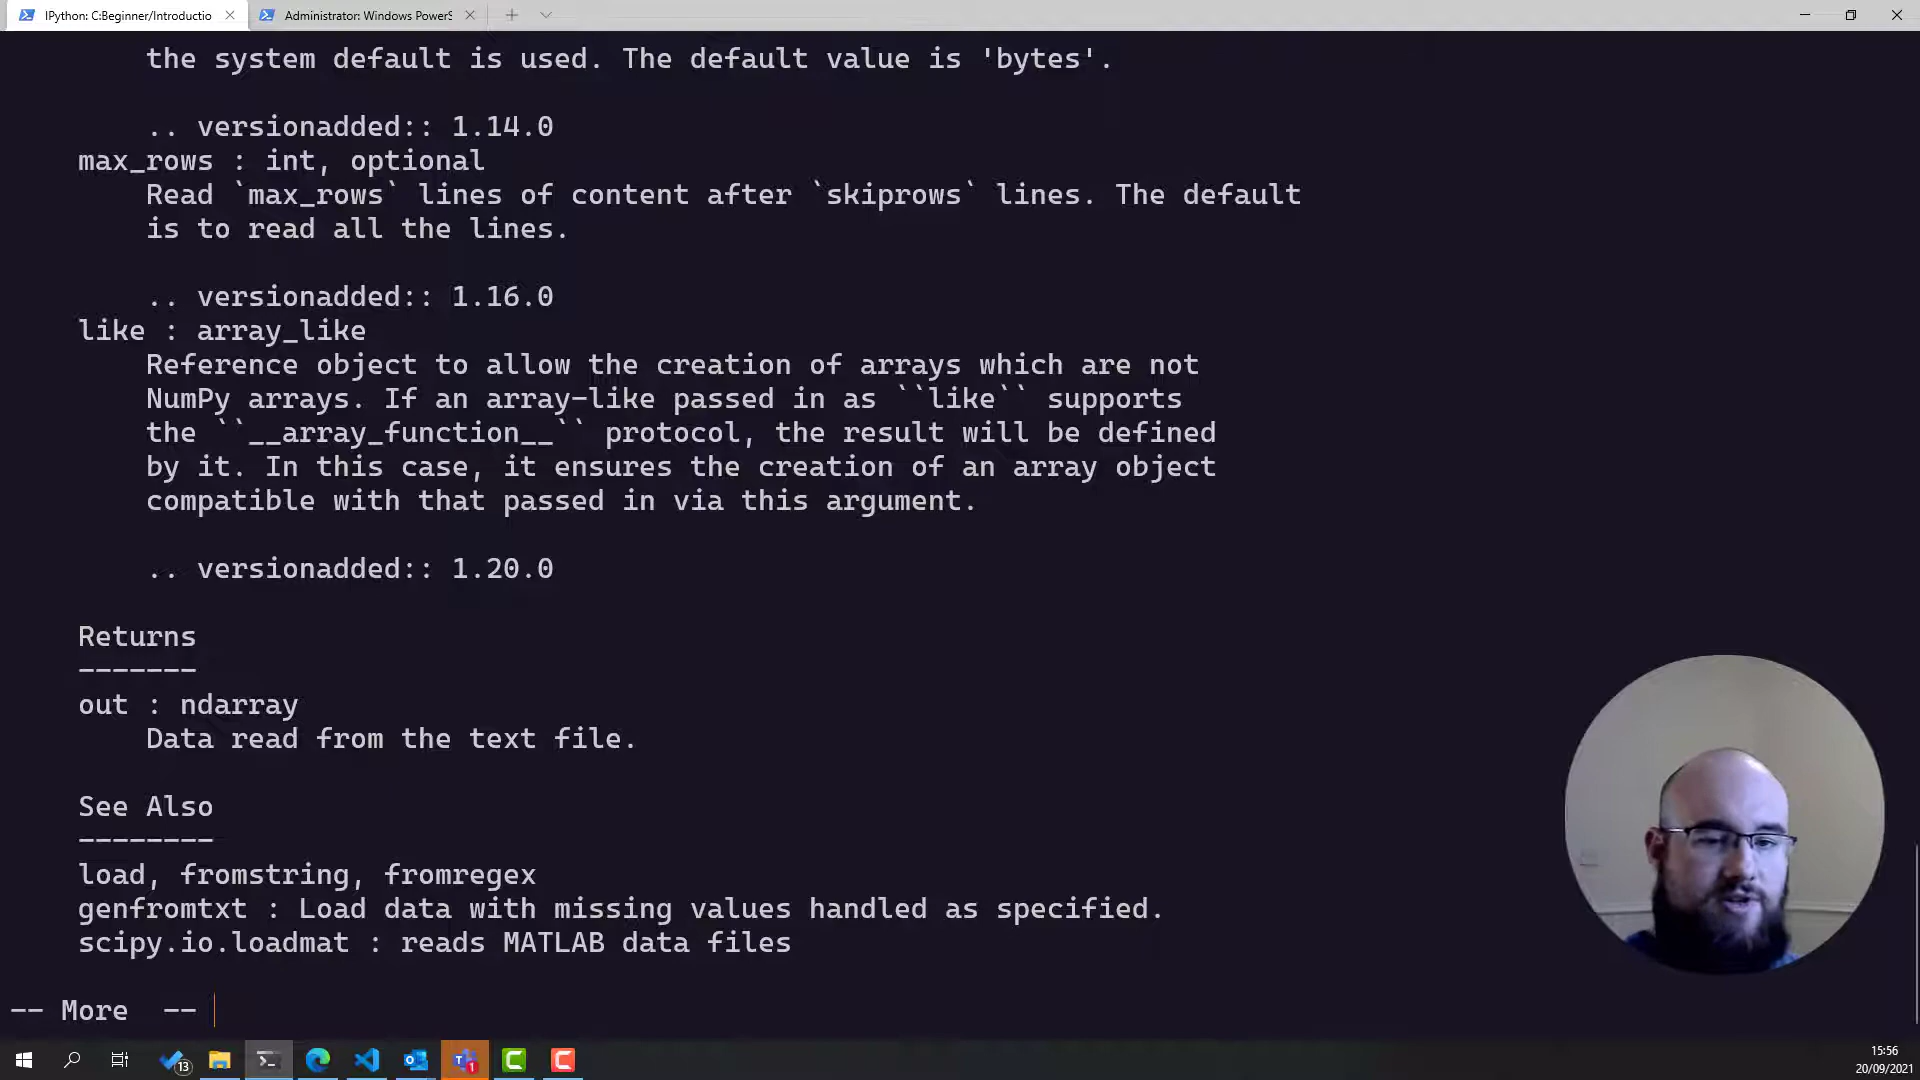 IPython: C:Beginner/Introductio
Administrator: Windows PowerS
the system default is used. The default value is 'bytes'.
.. versionadded:: 1.14.0
max_rows : int, optional
Read `max_rows` lines of content after `skiprows` lines. The default
is to read all the lines.
.. versionadded:: 1.16.0
like : array_like
Reference object to allow the creation of arrays which are not
NumPy arrays. If an array-like passed in as ``like`` supports
the ``__array_function__`` protocol, the result will be defined
by it. In this case, it ensures the creation of an array object
compatible with that passed in via this argument.
.. versionadded:: 1.20.0
Returns
-------
out : ndarray
Data read from the text file.
See Also
--------
load, fromstring, fromregex
genfromtxt : Load data with missing values handled as specified.
scipy.io.loadmat : reads MATLAB data files
-- More  --
13
1
15:56
20/09/2021